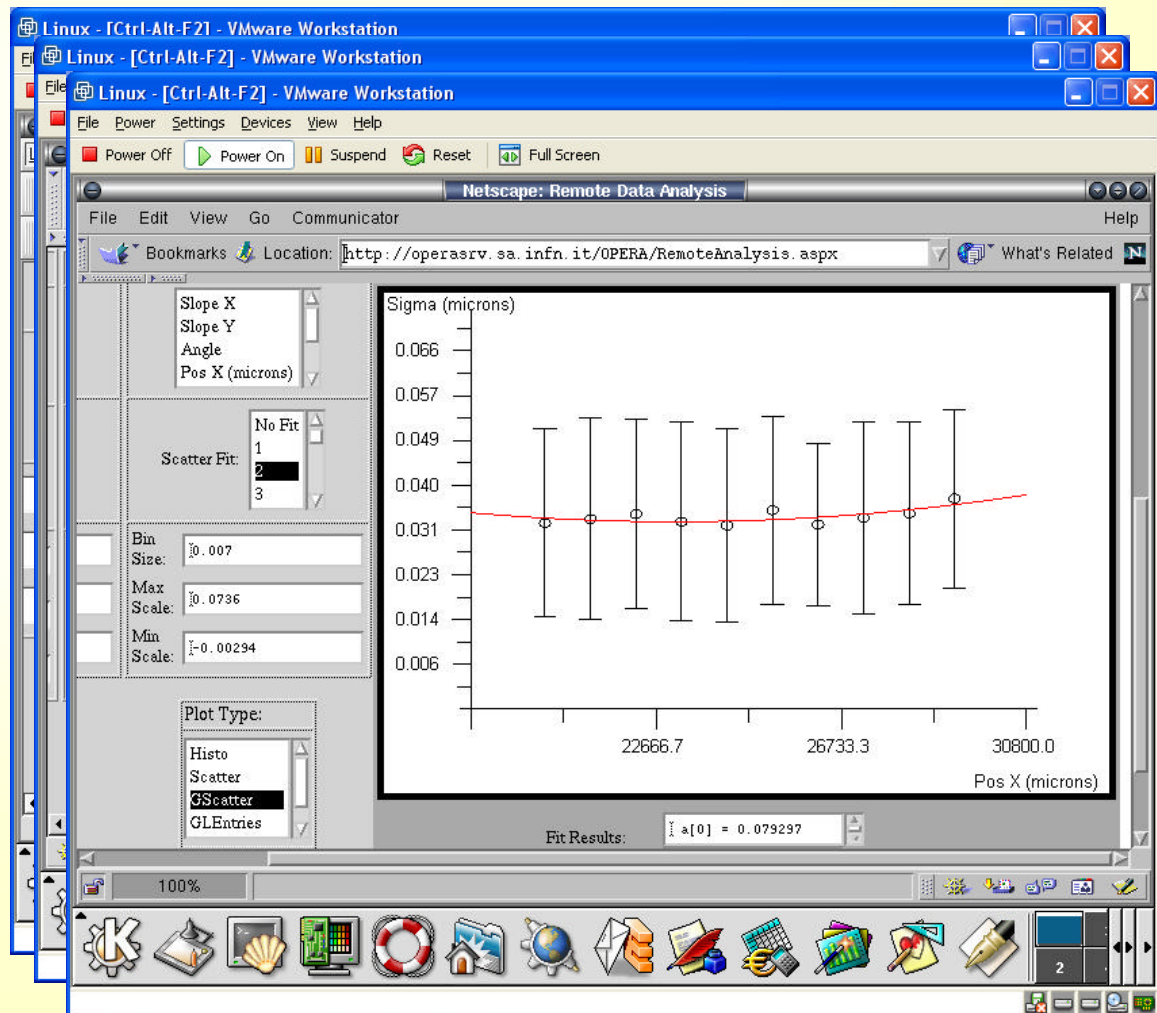 Linux - [Ctrl-Alt-F2] - VMware Workstation
Linux - [Ctrl-Alt-F2] - VMware Workstation
File
Linux - [Ctrl-Alt-F2] - VMware Workstation
File Power Settings Devices View Help
Power Off Power On Suspend Reset Full Screen
Netscape: Remote Data Analysis
File Edit View Go Communicator Help
Bookmarks Location: http://operasrv.sa.infn.it/OPERA/RemoteAnalysis.aspx What's Related N
Slope X
Slope Y
Angle
Pos X (microns)
Scatter Fit:
No Fit
1
2
3
Bin Size: 0.007
Max Scale: 0.0736
Min Scale: -0.00294
Plot Type:
Histo
Scatter
GScatter
GLEntries
Sigma (microns)
0.066
0.057
0.049
0.040
0.031
0.023
0.014
0.006
22666.7 26733.3 30800.0
Pos X (microns)
Fit Results: a[0] = 0.079297
100%
K
2